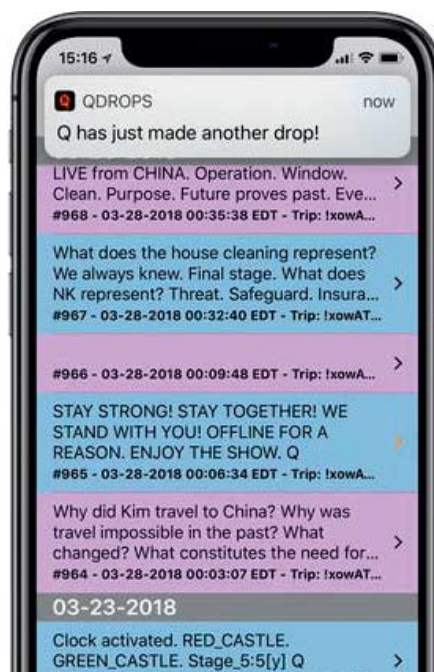 15:16
QDROPS
now
Q has just made another drop!
LIVE from CHINA. Operation. Window.
Clean. Purpose. Future proves past. Eve...
#968 - 03-28-2018 00:35:38 EDT - Trip: !xowA...
What does the house cleaning represent?
We always knew. Final stage. What does
NK represent? Threat. Safeguard. Insura...
#967 - 03-28-2018 00:32:40 EDT - Trip: !xowAT...
#966 - 03-28-2018 00:09:48 EDT - Trip: !xowA...
STAY STRONG! STAY TOGETHER! WE
STAND WITH YOU! OFFLINE FOR A
REASON. ENJOY THE SHOW. Q
#965 - 03-28-2018 00:06:34 EDT - Trip: !xowA...
Why did Kim travel to China? Why was
travel impossible in the past? What
changed? What constitutes the need for...
#964 - 03-28-2018 00:03:07 EDT - Trip: !xowAT...
03-23-2018
Clock activated. RED_CASTLE.
GREEN_CASTLE. Stage_5:5[y] Q